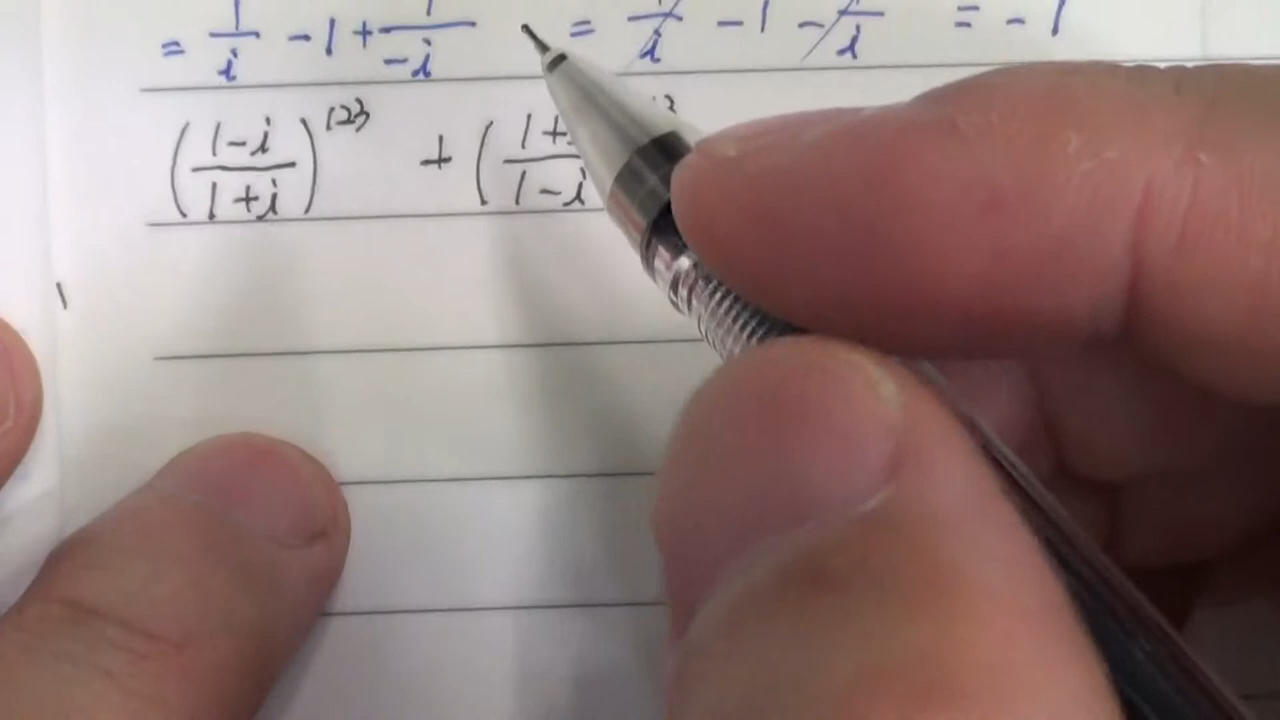 = 1/i - 1 + 1/-i = 1/i - 1 - 1/i = - 1
((1-i)/(1+i))^123 + ((1+ / 1-i